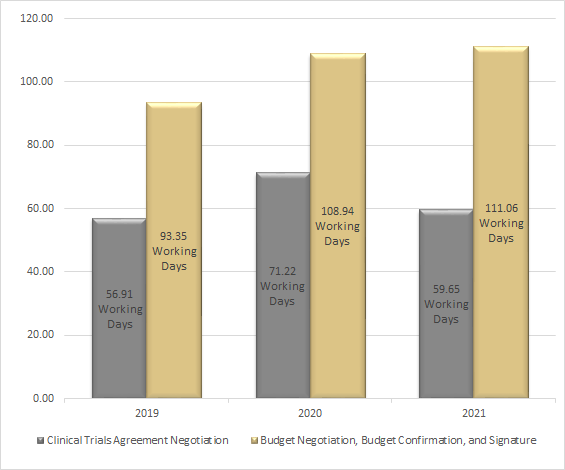 120.00
100.00
80.00
60.00
40.00
20.00
0.00
56.91
Working
Days
93.35
Working
Days
71.22
Working
Days
108.94
Working
Days
59.65
Working
Days
111.06
Working
Days
2019
2020
2021
Clinical Trials Agreement Negotiation
Budget Negotiation, Budget Confirmation, and Signature